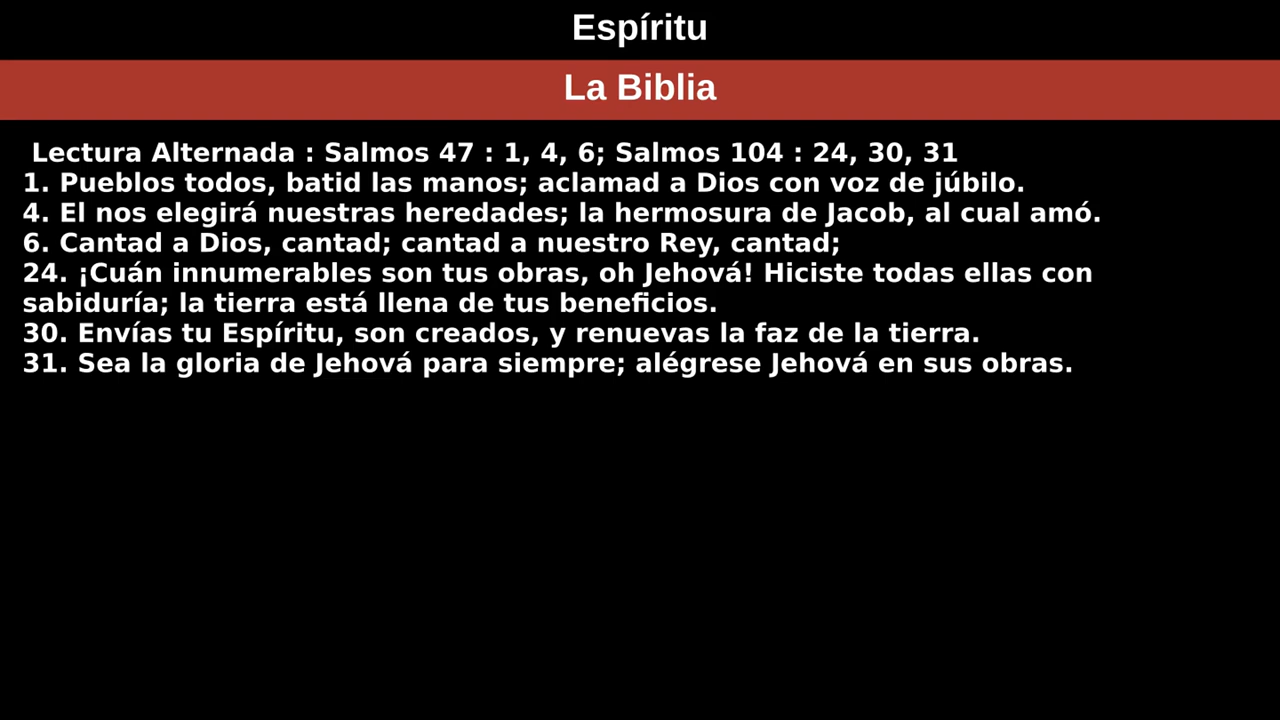 Espíritu
La Biblia
Lectura Alternada : Salmos 47 : 1, 4, 6; Salmos 104 : 24, 30, 31
1. Pueblos todos, batid las manos; aclamad a Dios con voz de júbilo.
4. El nos elegirá nuestras heredades; la hermosura de Jacob, al cual amó.
6. Cantad a Dios, cantad; cantad a nuestro Rey, cantad;
24. ¡Cuán innumerables son tus obras, oh Jehová! Hiciste todas ellas con
sabiduría; la tierra está llena de tus beneficios.
30. Envías tu Espíritu, son creados, y renuevas la faz de la tierra.
31. Sea la gloria de Jehová para siempre; alégrese Jehová en sus obras.